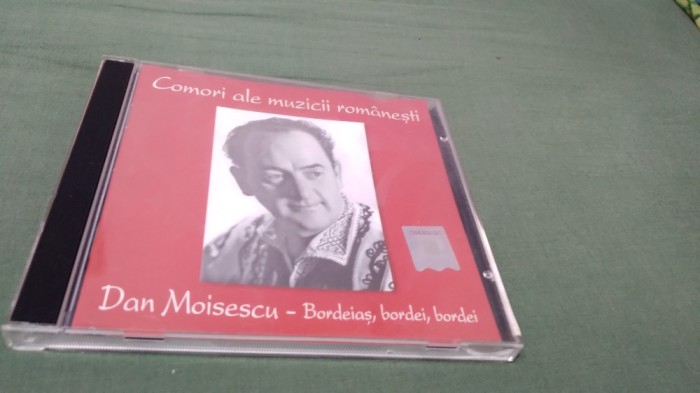 Comori ale muzicii românești
Dan Moisescu – Bordeiaș, bordei, bordei